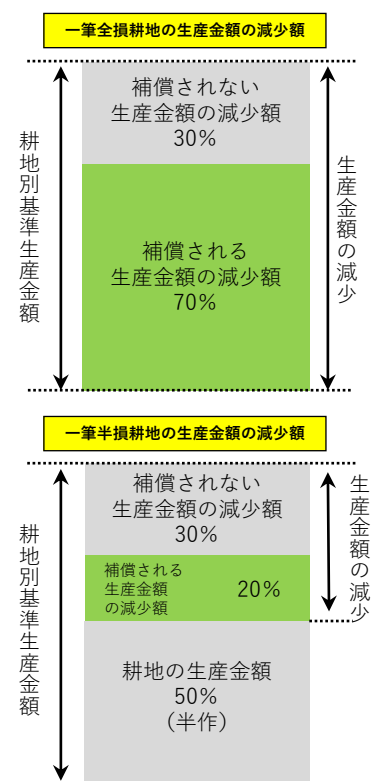 一筆全損耕地の生産金額の減少額
耕地別基準生産金額
補償されない
生産金額の減少額
30%
補償される
生産金額の減少額
70%
生産金額の減少
一筆半損耕地の生産金額の減少額
耕地別基準生産金額
補償されない
生産金額の減少額
30%
補償される
生産金額
の減少額
20%
耕地の生産金額
50%
(半作)
生産金額の減少